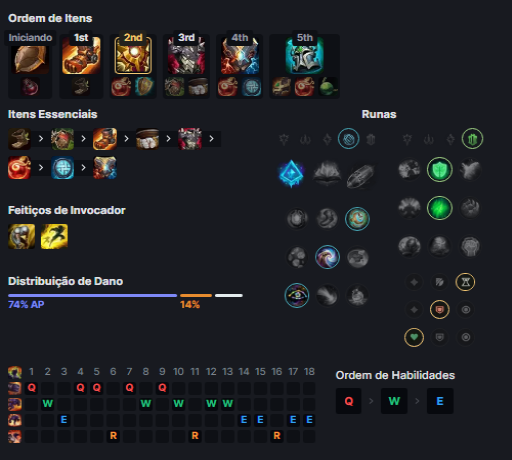 Ordem de Itens
Iniciando 1st 2nd 3rd 4th 5th
Itens Essenciais
Runas
Feitiços de Invocador
Distribuição de Dano
74% AP 14%
1 2 3 4 5 6 7 8 9 10 11 12 13 14 15 16 17 18
Q Q Q Q Q
W W W W W
E E E E E
R R R
Ordem de Habilidades
Q > W > E